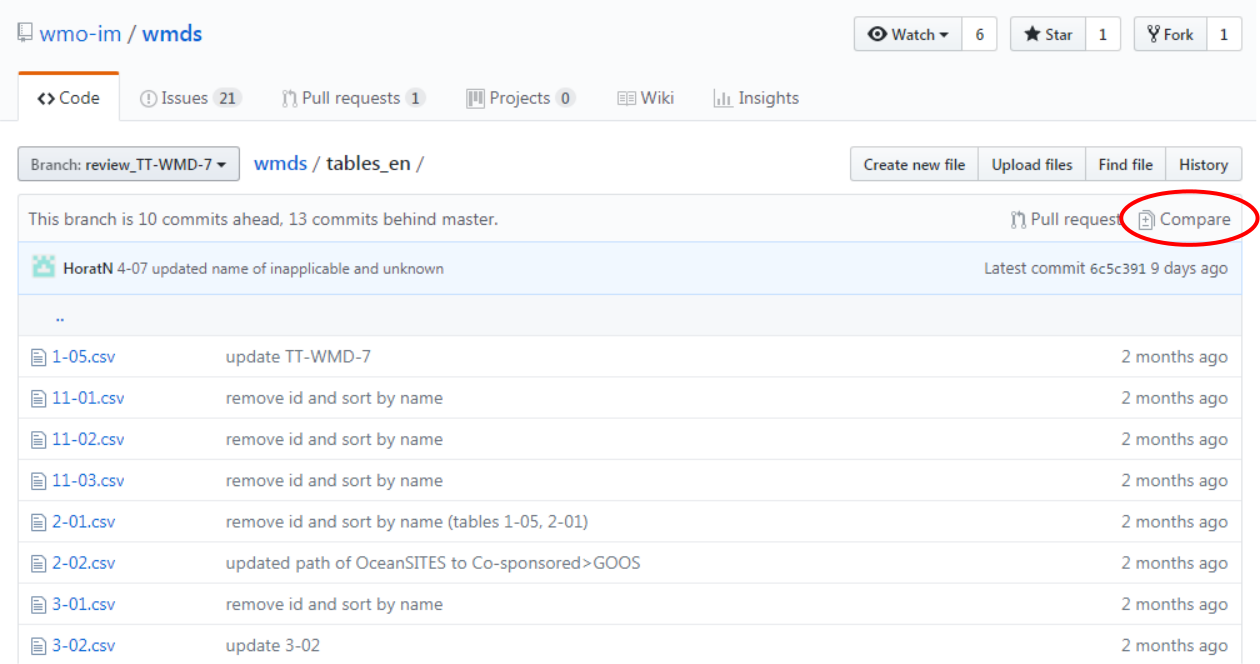 wmo-im / wmds
Watch 6 Star 1 Fork 1
Code Issues 21 Pull requests 1 Projects 0 Wiki Insights
Branch: review_TT-WMD-7 wmds / tables_en / Create new file Upload files Find file History
This branch is 10 commits ahead, 13 commits behind master. Pull request Compare
HoratN 4-07 updated name of inapplicable and unknown Latest commit 6c5c391 9 days ago
..
1-05.csv update TT-WMD-7 2 months ago
11-01.csv remove id and sort by name 2 months ago
11-02.csv remove id and sort by name 2 months ago
11-03.csv remove id and sort by name 2 months ago
2-01.csv remove id and sort by name (tables 1-05, 2-01) 2 months ago
2-02.csv updated path of OceanSITES to Co-sponsored>GOOS 2 months ago
3-01.csv remove id and sort by name 2 months ago
3-02.csv update 3-02 2 months ago